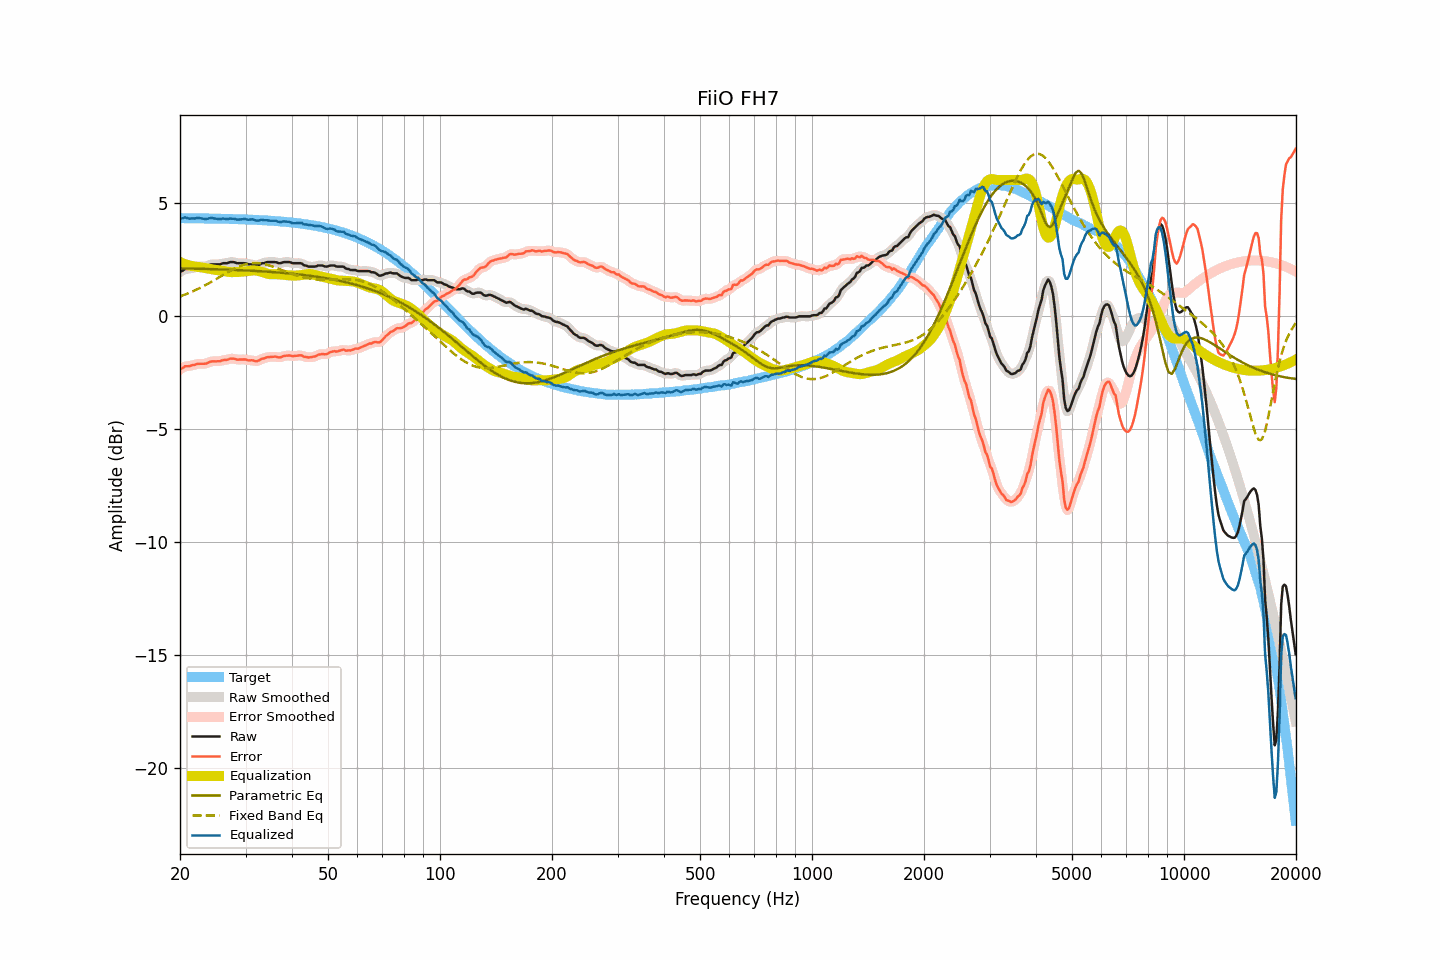 FiiO FH7
Amplitude (dBr)
5
0
−5
−10
−15
−20
Target
Raw Smoothed
Error Smoothed
Raw
Error
Equalization
Parametric Eq
Fixed Band Eq
Equalized
20 50 100 200 500 1000 2000 5000 10000 20000
Frequency (Hz)